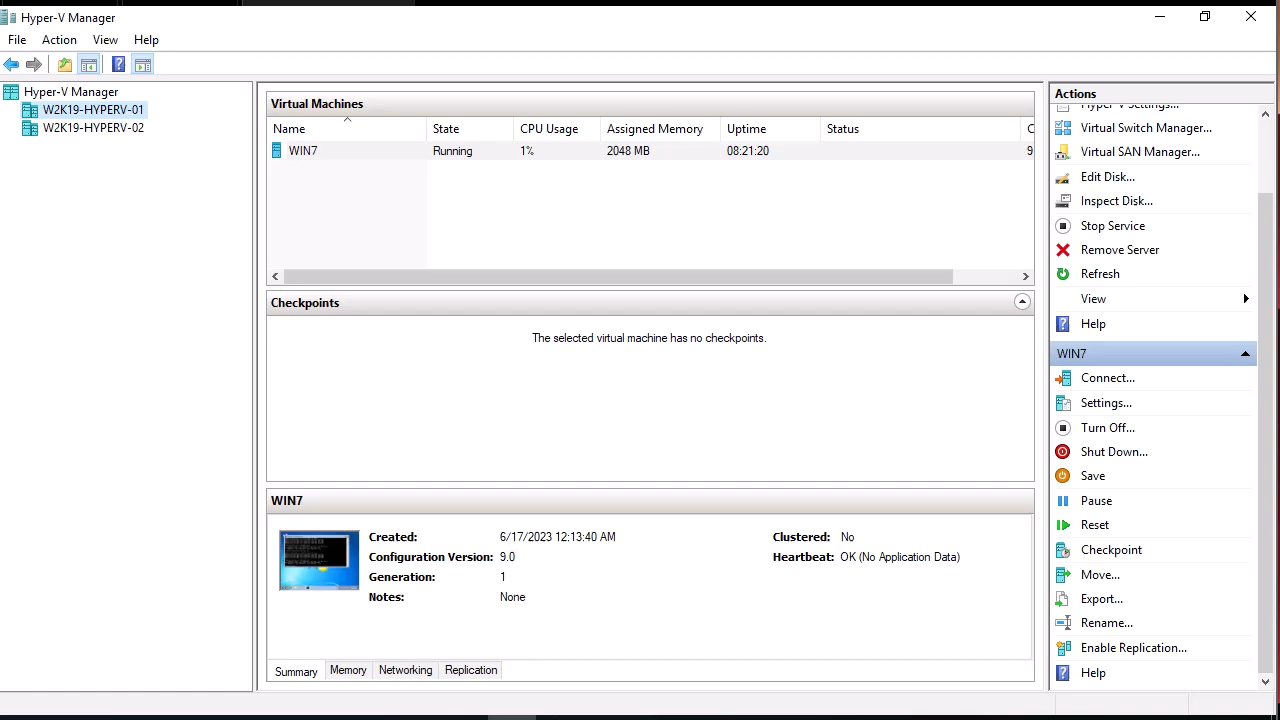 Hyper-V Manager
File Action View Help
Hyper-V Manager
W2K19-HYPERV-01
W2K19-HYPERV-02
Virtual Machines
Name State CPU Usage Assigned Memory Uptime Status C
WIN7 Running 1% 2048 MB 08:21:20 9
Checkpoints
The selected virtual machine has no checkpoints.
WIN7
Created: 6/17/2023 12:13:40 AM Clustered: No
Configuration Version: 9.0 Heartbeat: OK (No Application Data)
Generation: 1
Notes: None
Summary Memory Networking Replication
Actions
Hyper-V Settings...
Virtual Switch Manager...
Virtual SAN Manager...
Edit Disk...
Inspect Disk...
Stop Service
Remove Server
Refresh
View
Help
WIN7
Connect...
Settings...
Turn Off...
Shut Down...
Save
Pause
Reset
Checkpoint
Move...
Export...
Rename...
Enable Replication...
Help